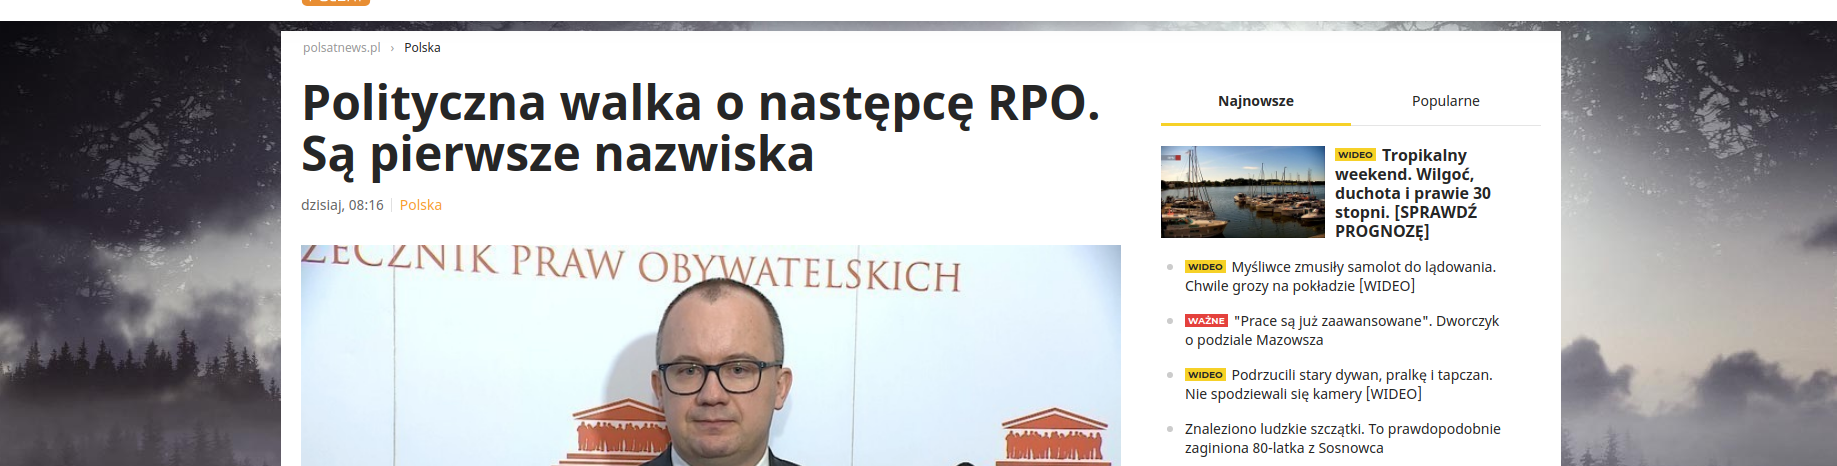 polsatnews.pl › Polska
Polityczna walka o następcę RPO.
Są pierwsze nazwiska
dzisiaj, 08:16 | Polska
ZECZNIK PRAW OBYWATELSKICH
Najnowsze Popularne
WIDEO Tropikalny
weekend. Wilgoć,
duchota i prawie 30
stopni. [SPRAWDŹ
PROGNOZĘ]
WIDEO Myśliwce zmusiły samolot do lądowania.
Chwile grozy na pokładzie [WIDEO]
WAŻNE "Prace są już zaawansowane". Dworczyk
o podziale Mazowsza
WIDEO Podrzucili stary dywan, pralkę i tapczan.
Nie spodziewali się kamery [WIDEO]
Znaleziono ludzkie szczątki. To prawdopodobnie
zaginiona 80-latka z Sosnowca